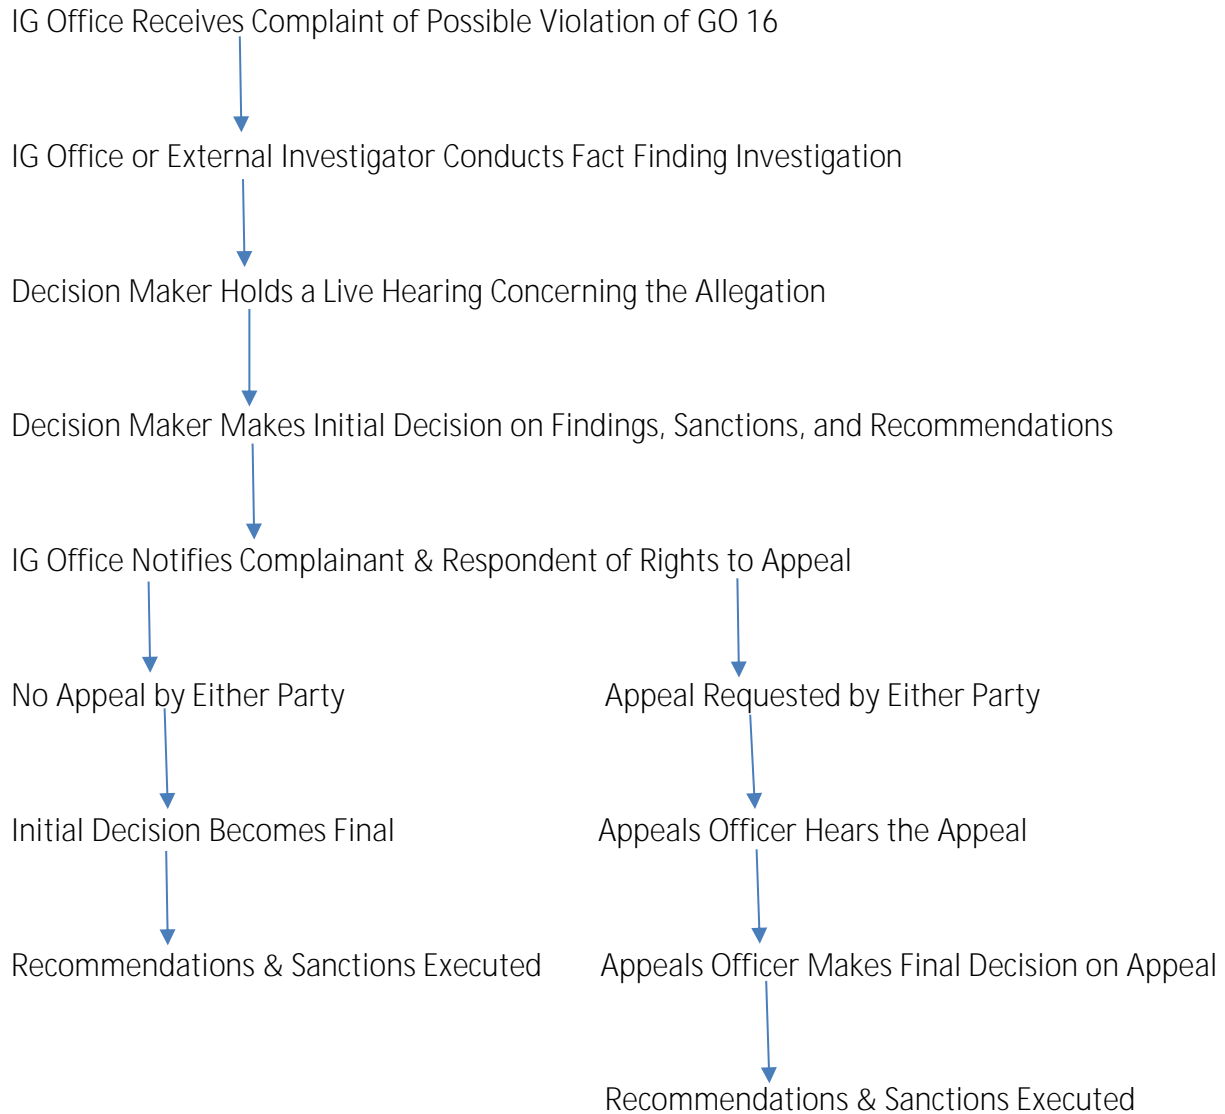 IG Office Receives Complaint of Possible Violation of GO 16
IG Office or External Investigator Conducts Fact Finding Investigation
Decision Maker Holds a Live Hearing Concerning the Allegation
Decision Maker Makes Initial Decision on Findings, Sanctions, and Recommendations
IG Office Notifies Complainant & Respondent of Rights to Appeal
No Appeal by Either Party
Appeal Requested by Either Party
Initial Decision Becomes Final
Appeals Officer Hears the Appeal
Recommendations & Sanctions Executed
Appeals Officer Makes Final Decision on Appeal
Recommendations & Sanctions Executed